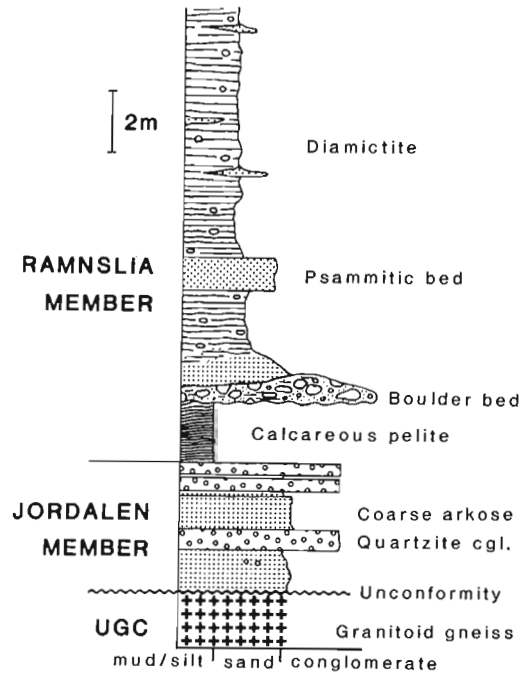 2m
Diamictite
RAMNSLÍA
MEMBER
Psammitic bed
Boulder bed
Calcareous pelite
JORDALEN
MEMBER
Coarse arkose
Quartzite cgl.
Unconformity
UGC
Granitoid gneiss
mud/silt sand conglomerate